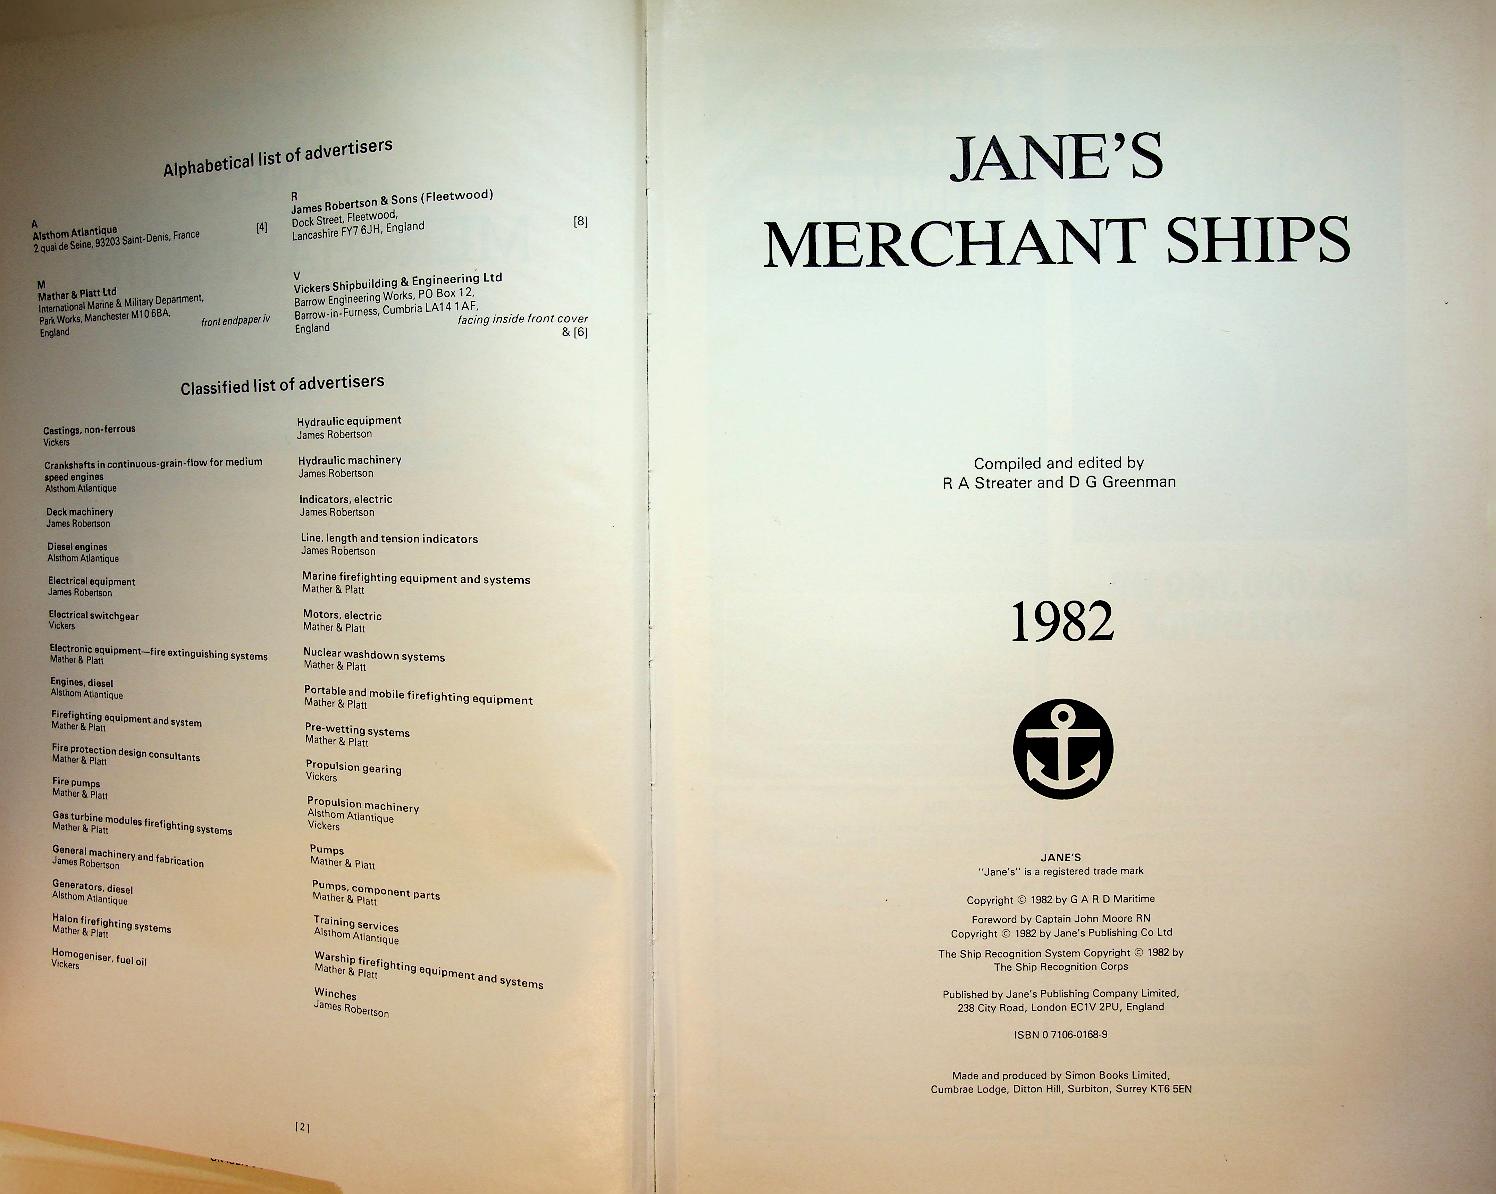 Alphabetical list of advertisers
A
Alsthom Atlantique
2 quai de Seine, 93203 Saint-Denis, France [4]
M
Mather & Platt Ltd
International Marine & Military Department,
Park Works, Manchester M10 6BA,
England front endpaper iv
R
James Robertson & Sons (Fleetwood)
Dock Street, Fleetwood,
Lancashire FY7 6JH, England [8]
V
Vickers Shipbuilding & Engineering Ltd
Barrow Engineering Works, PO Box 12,
Barrow-in-Furness, Cumbria LA14 1AF,
England facing inside front cover
& [6]
Classified list of advertisers
Castings, non-ferrous
Vickers
Crankshafts in continuous-grain-flow for medium
speed engines
Alsthom Atlantique
Deck machinery
James Robertson
Diesel engines
Alsthom Atlantique
Electrical equipment
James Robertson
Electrical switchgear
Vickers
Electronic equipment—fire extinguishing systems
Mather & Platt
Engines, diesel
Alsthom Atlantique
Firefighting equipment and system
Mather & Platt
Fire protection design consultants
Mather & Platt
Fire pumps
Mather & Platt
Gas turbine modules firefighting systems
Mather & Platt
General machinery and fabrication
James Robertson
Generators, diesel
Alsthom Atlantique
Halon firefighting systems
Mather & Platt
Homogeniser, fuel oil
Vickers
Hydraulic equipment
James Robertson
Hydraulic machinery
James Robertson
Indicators, electric
James Robertson
Line, length and tension indicators
James Robertson
Marine firefighting equipment and systems
Mather & Platt
Motors, electric
Mather & Platt
Nuclear washdown systems
Mather & Platt
Portable and mobile firefighting equipment
Mather & Platt
Pre-wetting systems
Mather & Platt
Propulsion gearing
Vickers
Propulsion machinery
Alsthom Atlantique
Vickers
Pumps
Mather & Platt
Pumps, component parts
Mather & Platt
Training services
Alsthom Atlantique
Warship firefighting equipment and systems
Mather & Platt
Winches
James Robertson
[2]
JANE'S
MERCHANT SHIPS
Compiled and edited by
R A Streater and D G Greenman
1982
JANE'S
"Jane's" is a registered trade mark
Copyright © 1982 by G A R D Maritime
Foreword by Captain John Moore RN
Copyright © 1982 by Jane's Publishing Co Ltd
The Ship Recognition System Copyright © 1982 by
The Ship Recognition Corps
Published by Jane's Publishing Company Limited,
238 City Road, London EC1V 2PU, England
ISBN 0 7106-0168-9
Made and produced by Simon Books Limited,
Cumbrae Lodge, Ditton Hill, Surbiton, Surrey KT6 5EN